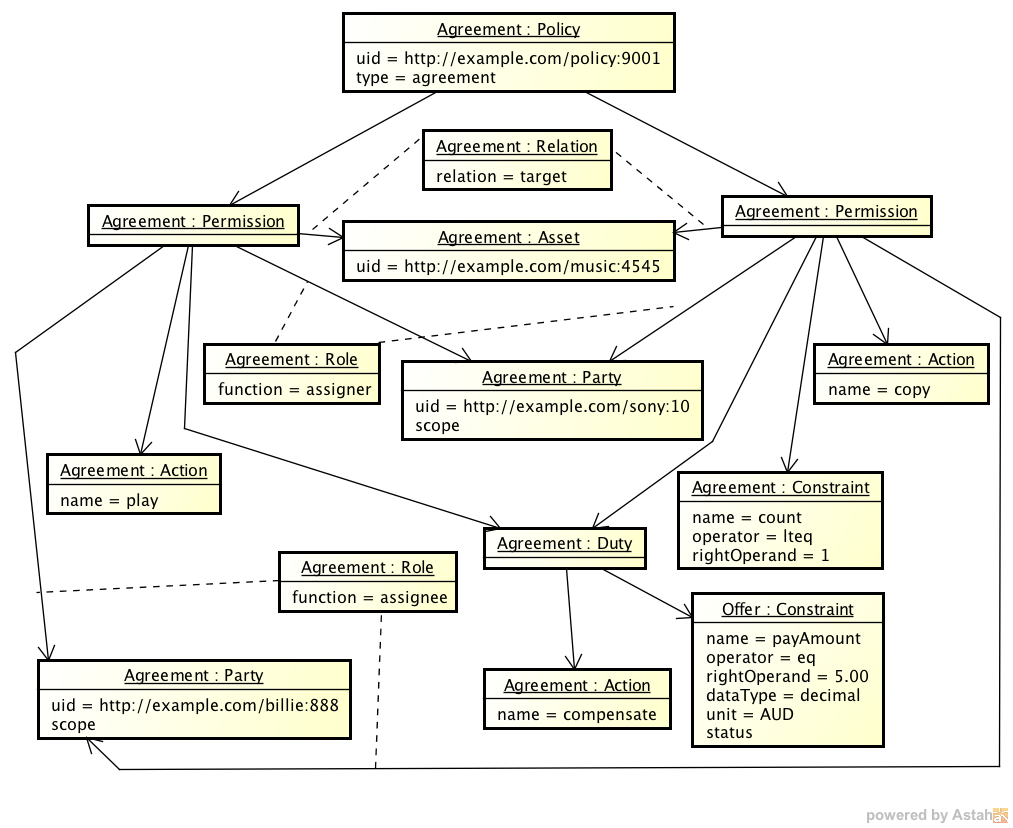 Agreement : Policy
uid = http://example.com/policy:9001
type = agreement
Agreement : Relation
relation = target
Agreement : Permission
Agreement : Permission
Agreement : Asset
uid = http://example.com/music:4545
Agreement : Role
function = assigner
Agreement : Party
uid = http://example.com/sony:10
scope
Agreement : Action
name = copy
Agreement : Action
name = play
Agreement : Constraint
name = count
operator = lteq
rightOperand = 1
Agreement : Duty
Agreement : Role
function = assignee
Offer : Constraint
name = payAmount
operator = eq
rightOperand = 5.00
dataType = decimal
unit = AUD
status
Agreement : Party
uid = http://example.com/billie:888
scope
Agreement : Action
name = compensate
powered by Astah